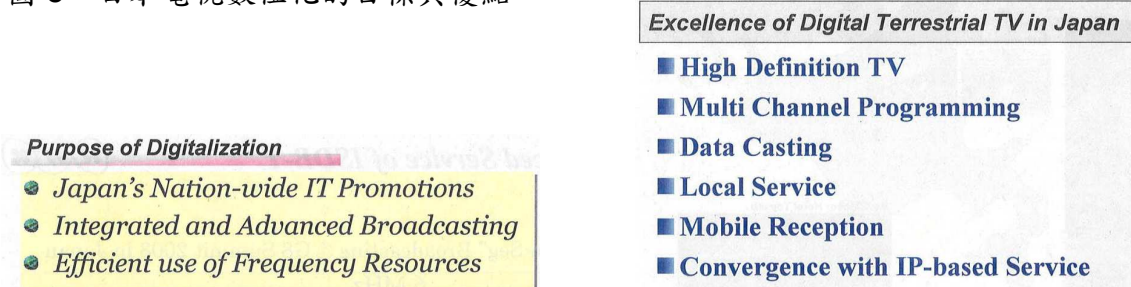 Purpose of Digitalization
Japan's Nation-wide IT Promotions
Integrated and Advanced Broadcasting
Efficient use of Frequency Resources
Excellence of Digital Terrestrial TV in Japan
High Definition TV
Multi Channel Programming
Data Casting
Local Service
Mobile Reception
Convergence with IP-based Service